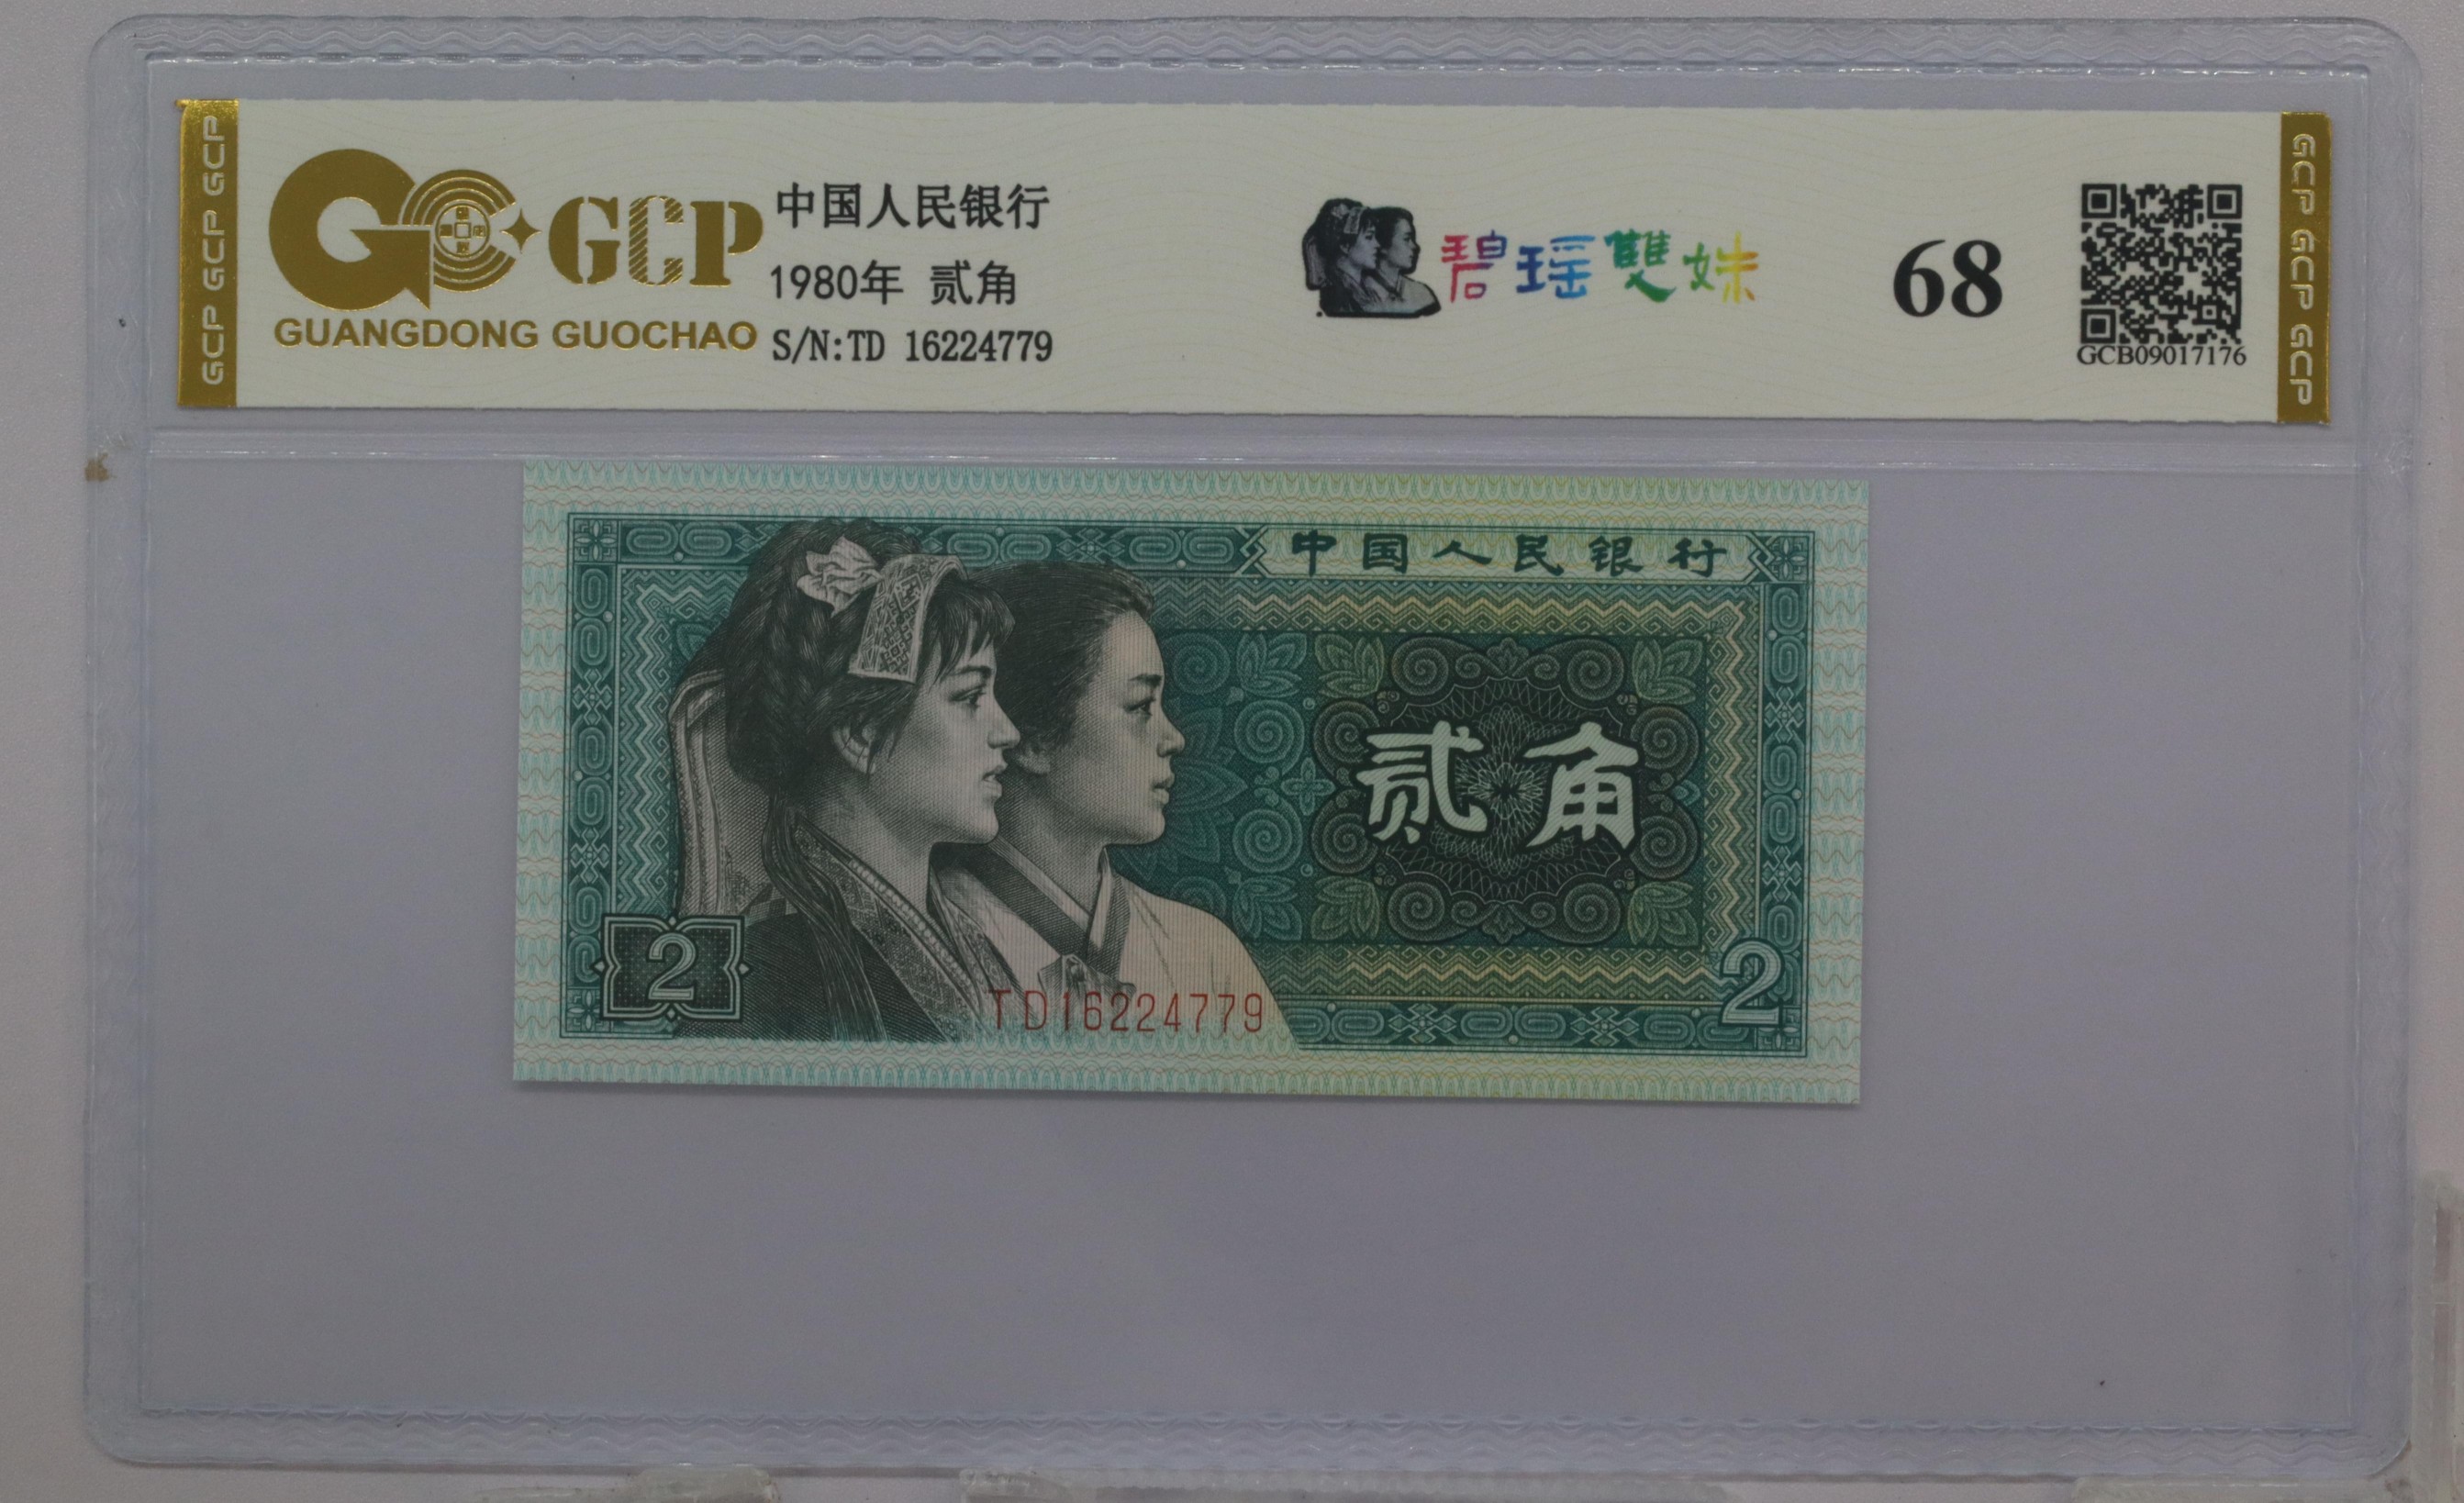 GCP GCP GCP
GCP
GUANGDONG GUOCHAO
中国人民银行
1980年 贰角
S/N:TD 16224779
碧瑶雙姝
68
GCB09017176
GCP GCP GCP
中国人民银行
贰角
2
TD16224779
2